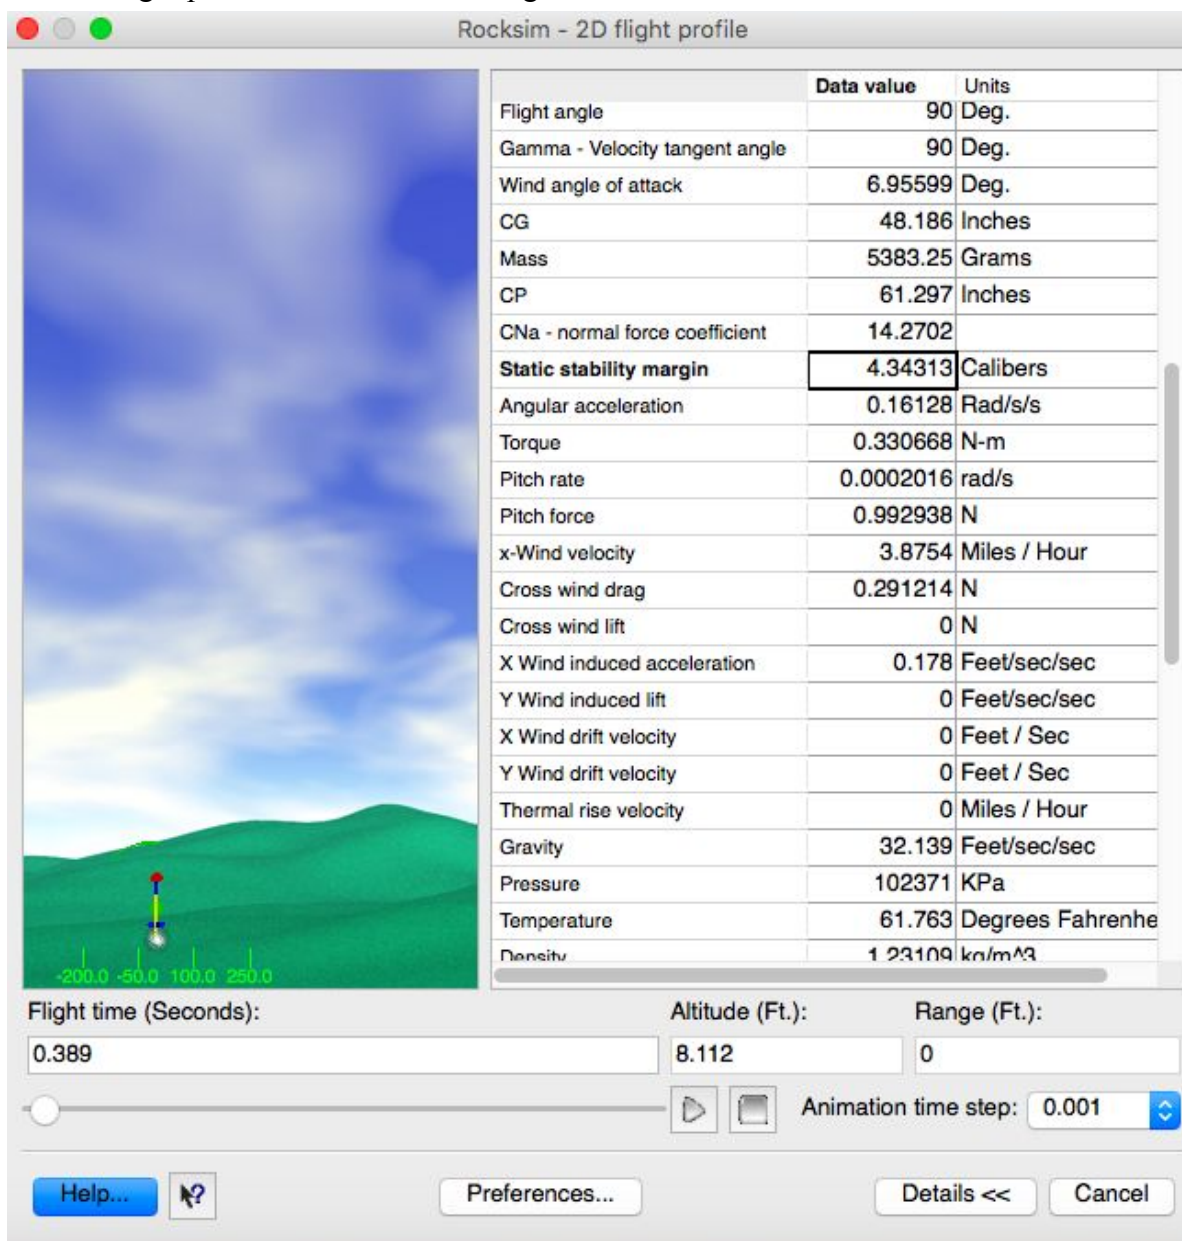 Rocksim - 2D flight profile
Data value Units
Flight angle 90 Deg.
Gamma - Velocity tangent angle 90 Deg.
Wind angle of attack 6.95599 Deg.
CG 48.186 Inches
Mass 5383.25 Grams
CP 61.297 Inches
CNa - normal force coefficient 14.2702
Static stability margin 4.34313 Calibers
Angular acceleration 0.16128 Rad/s/s
Torque 0.330668 N-m
Pitch rate 0.0002016 rad/s
Pitch force 0.992938 N
x-Wind velocity 3.8754 Miles / Hour
Cross wind drag 0.291214 N
Cross wind lift 0 N
X Wind induced acceleration 0.178 Feet/sec/sec
Y Wind induced lift 0 Feet/sec/sec
X Wind drift velocity 0 Feet / Sec
Y Wind drift velocity 0 Feet / Sec
Thermal rise velocity 0 Miles / Hour
Gravity 32.139 Feet/sec/sec
Pressure 102371 KPa
Temperature 61.763 Degrees Fahrenhe
Density 1.23109 kg/m^3
-200.0 -50.0 100.0 250.0
Flight time (Seconds): Altitude (Ft.): Range (Ft.):
0.389 8.112 0
Animation time step: 0.001
Help... ? Preferences... Details << Cancel